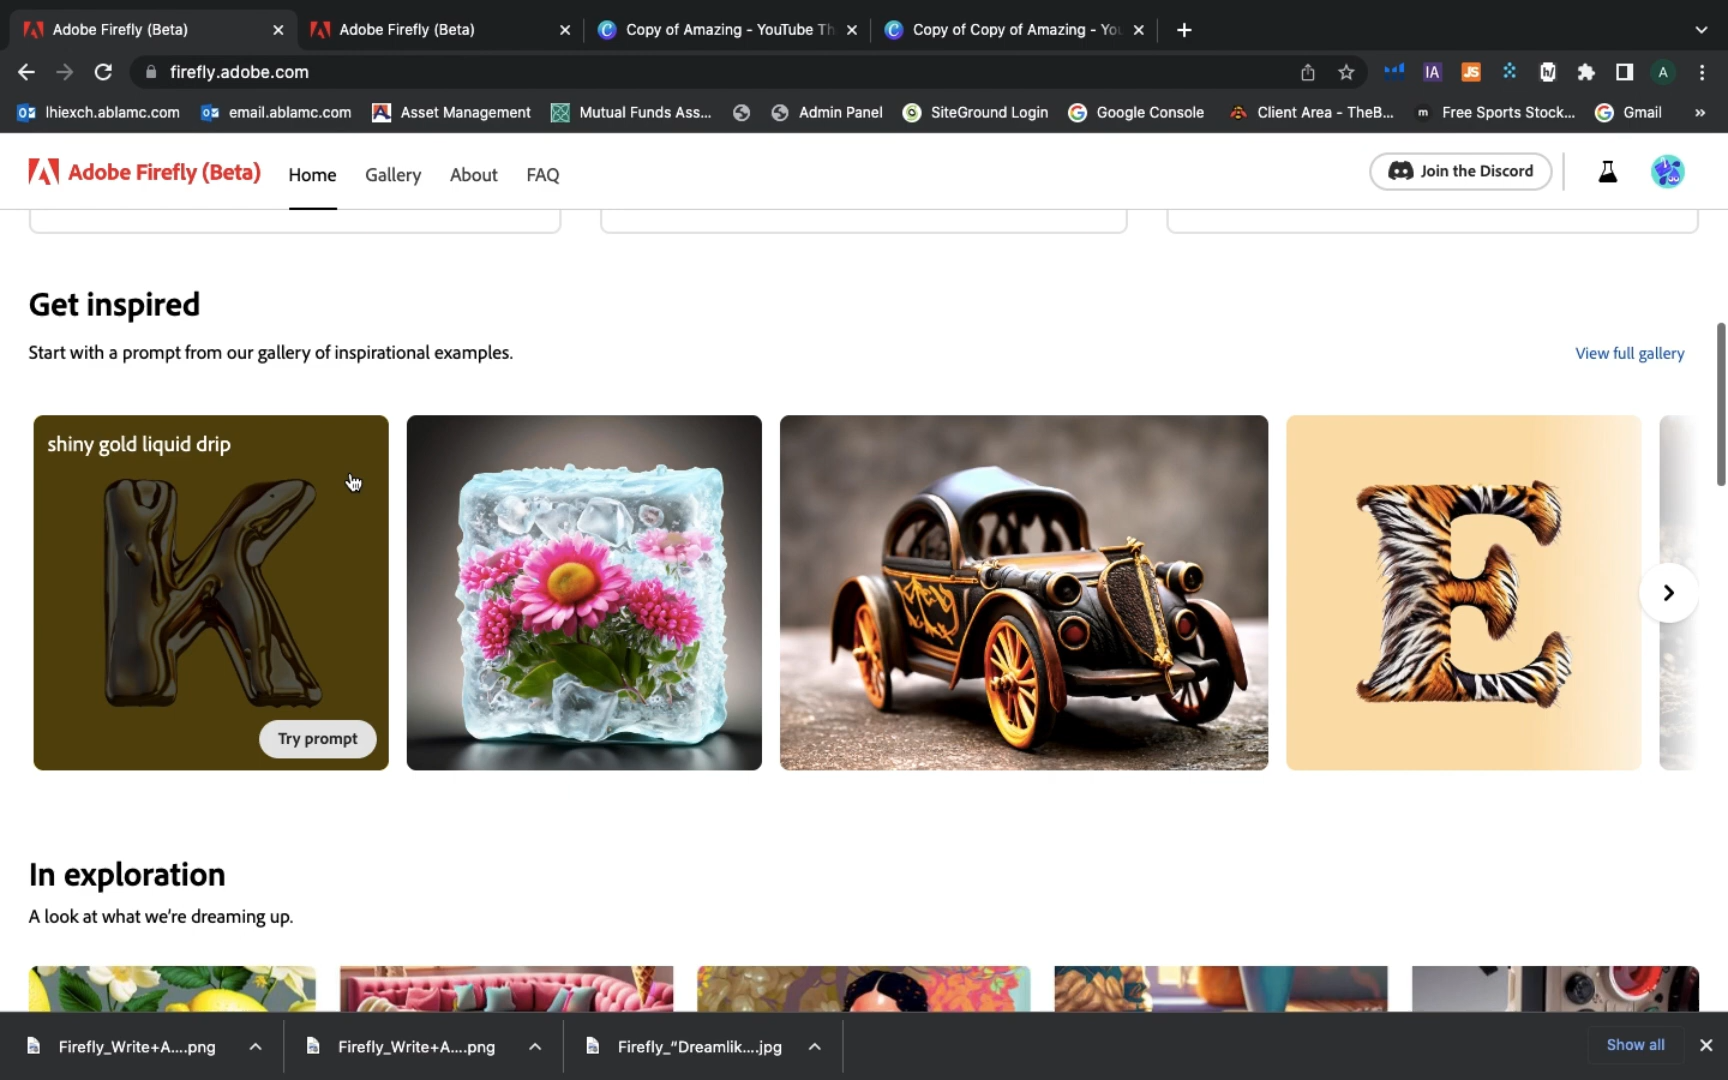 Adobe Firefly (Beta)
Adobe Firefly (Beta)
Copy of Amazing - YouTube Th
Copy of Copy of Amazing - You
firefly.adobe.com
IA
JS
A
lhiexch.ablamc.com
email.ablamc.com
Asset Management
Mutual Funds Ass...
Admin Panel
SiteGround Login
Google Console
Client Area - TheB...
m
Free Sports Stock...
Gmail
»
Adobe Firefly (Beta)
Home
Gallery
About
FAQ
Join the Discord
Get inspired
Start with a prompt from our gallery of inspirational examples.
View full gallery
shiny gold liquid drip
K
Try prompt
E
In exploration
A look at what we're dreaming up.
Firefly_Write+A....png
Firefly_Write+A....png
Firefly_"Dreamlik....jpg
Show all